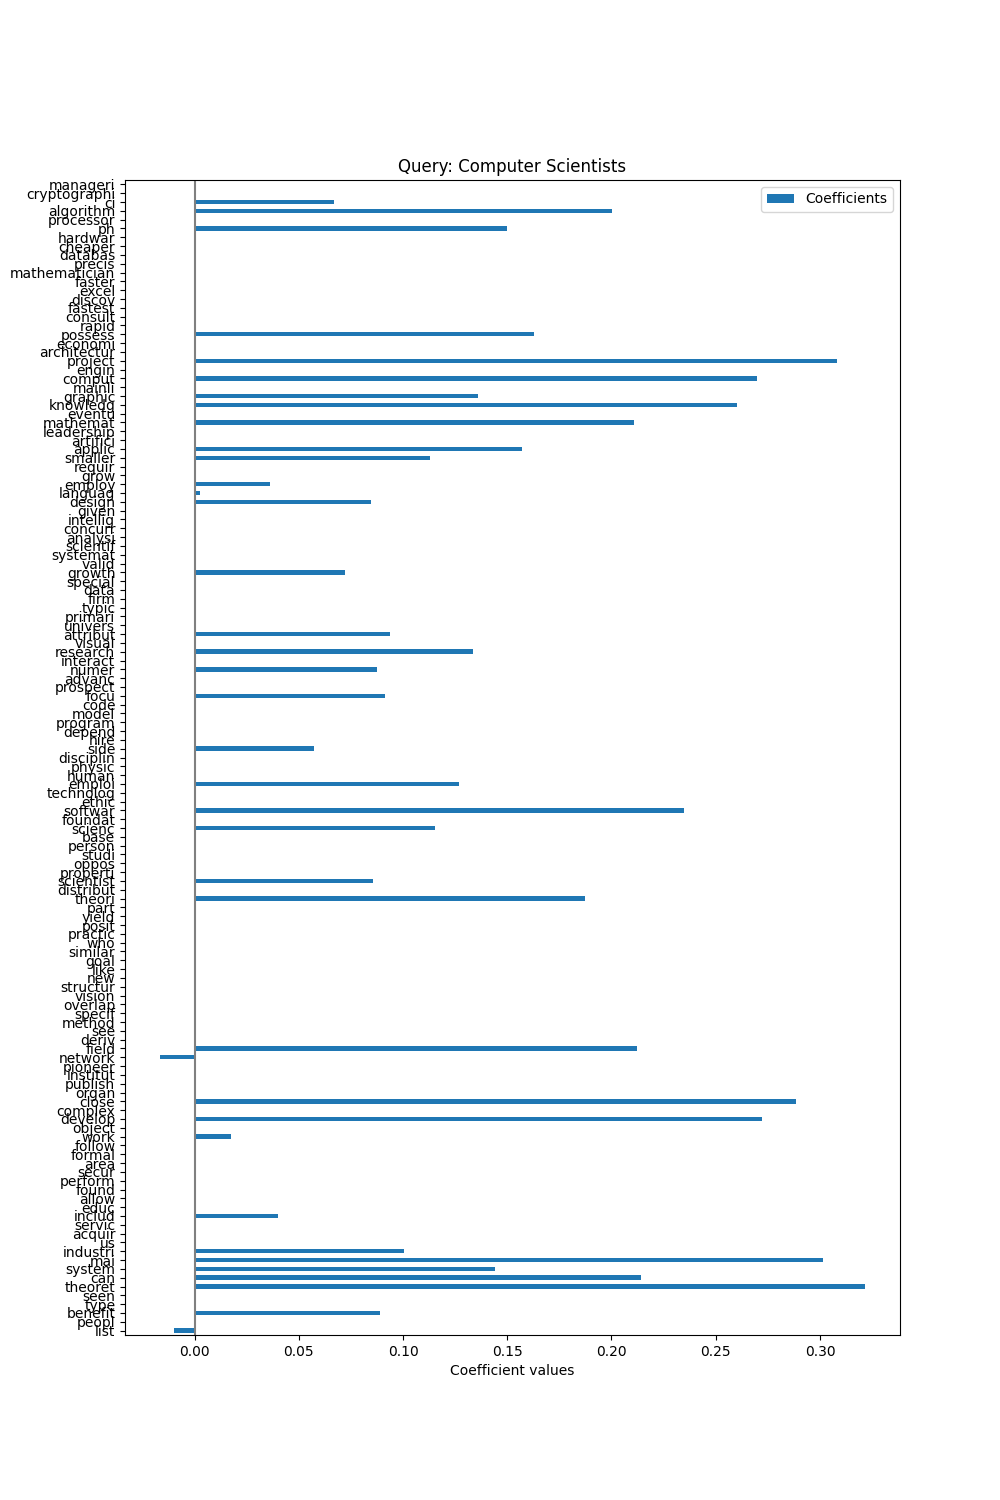 Query: Computer Scientists
Coefficients
manageri
cryptographi
ci
algorithm
processor
ph
hardwar
cheaper
databas
precis
mathematician
faster
excel
discov
fastest
consult
rapid
possess
economi
architectur
project
engin
comput
mainli
graphic
knowledg
eventu
mathemat
leadership
artifici
applic
smaller
requir
grow
employ
languag
design
given
intellig
concurr
analysi
scientif
systemat
valid
growth
special
data
firm
typic
primari
univers
attribut
visual
research
interact
numer
advanc
prospect
focu
code
model
program
depend
hire
side
disciplin
physic
human
emploi
technolog
ethic
softwar
foundat
scienc
base
person
studi
oppos
properti
scientist
distribut
theori
part
yield
posit
practic
who
similar
goal
like
new
structur
vision
overlap
specif
method
see
deriv
field
network
pioneer
institut
publish
organ
close
complex
develop
object
work
follow
formal
area
secur
perform
found
allow
educ
includ
servic
acquir
us
industri
mai
system
can
theoret
seen
type
benefit
peopl
list
0.00 0.05 0.10 0.15 0.20 0.25 0.30
Coefficient values